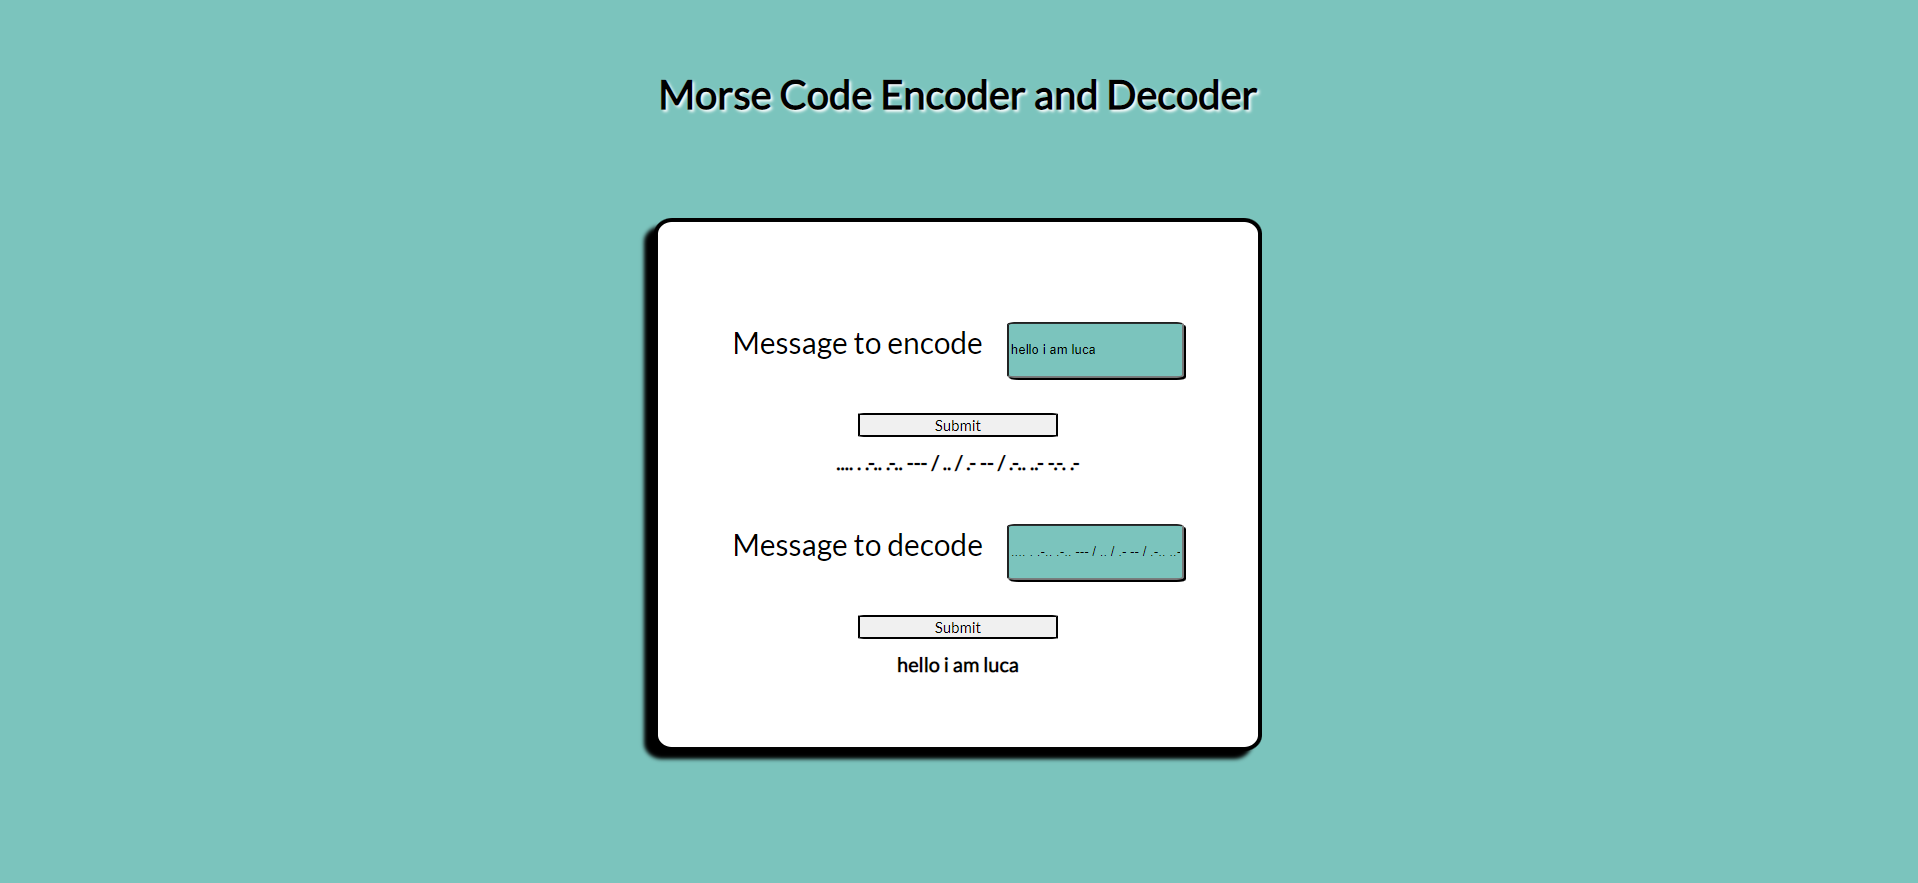 Morse Code Encoder and Decoder
Message to encode
hello i am luca
Submit
.... . .-.. .-.. --- / .. / .- -- / .-.. ..- -.-. .-
Message to decode
.... . .-.. .-.. --- / .. / .- -- / .-.. ..-
Submit
hello i am luca